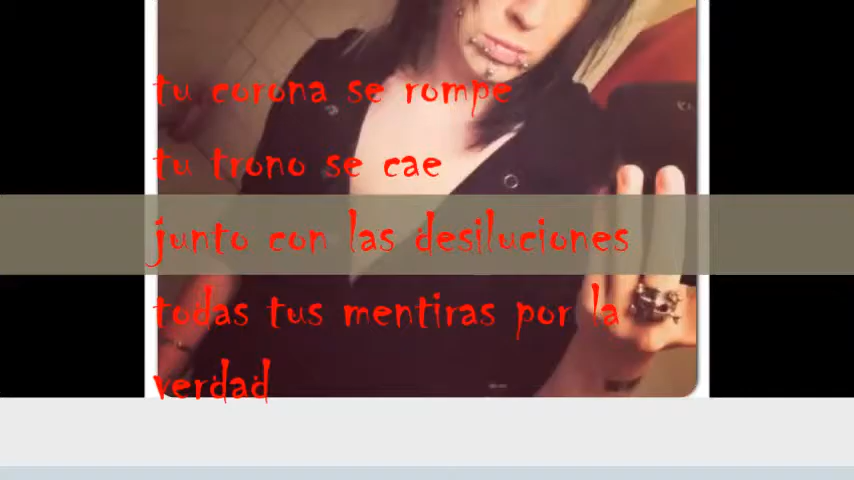 tu corona se rompe
tu trono se cae
junto con las desiluciones
todas tus mentiras por la
verdad